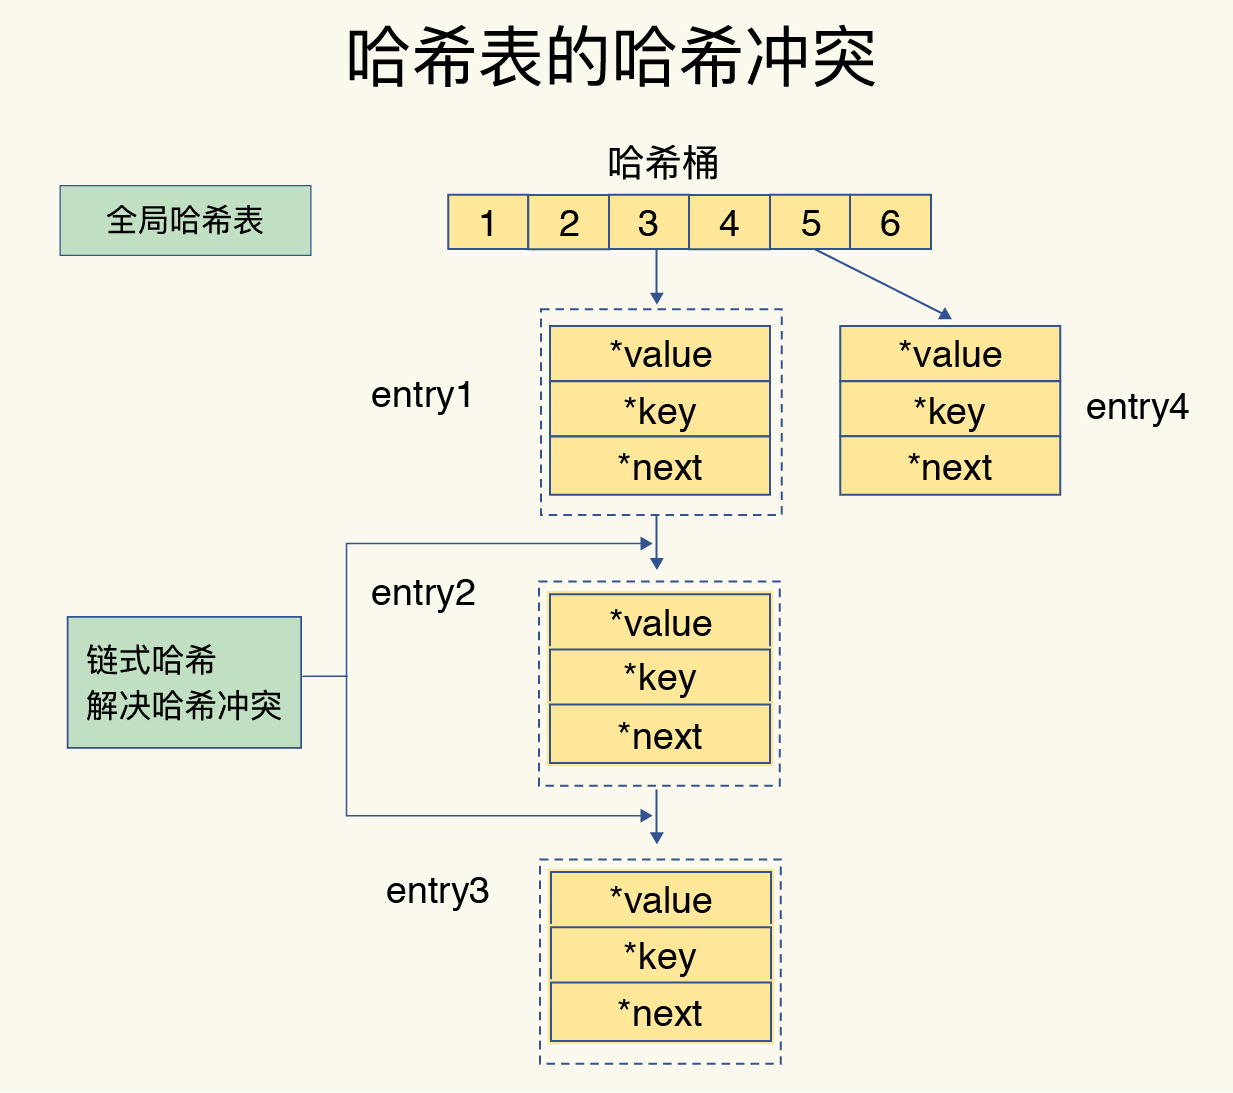 哈希表的哈希冲突
哈希桶
全局哈希表
1 2 3 4 5 6
entry1
*value
*key
*next
*value
*key
*next
entry4
entry2
*value
*key
*next
链式哈希
解决哈希冲突
entry3
*value
*key
*next